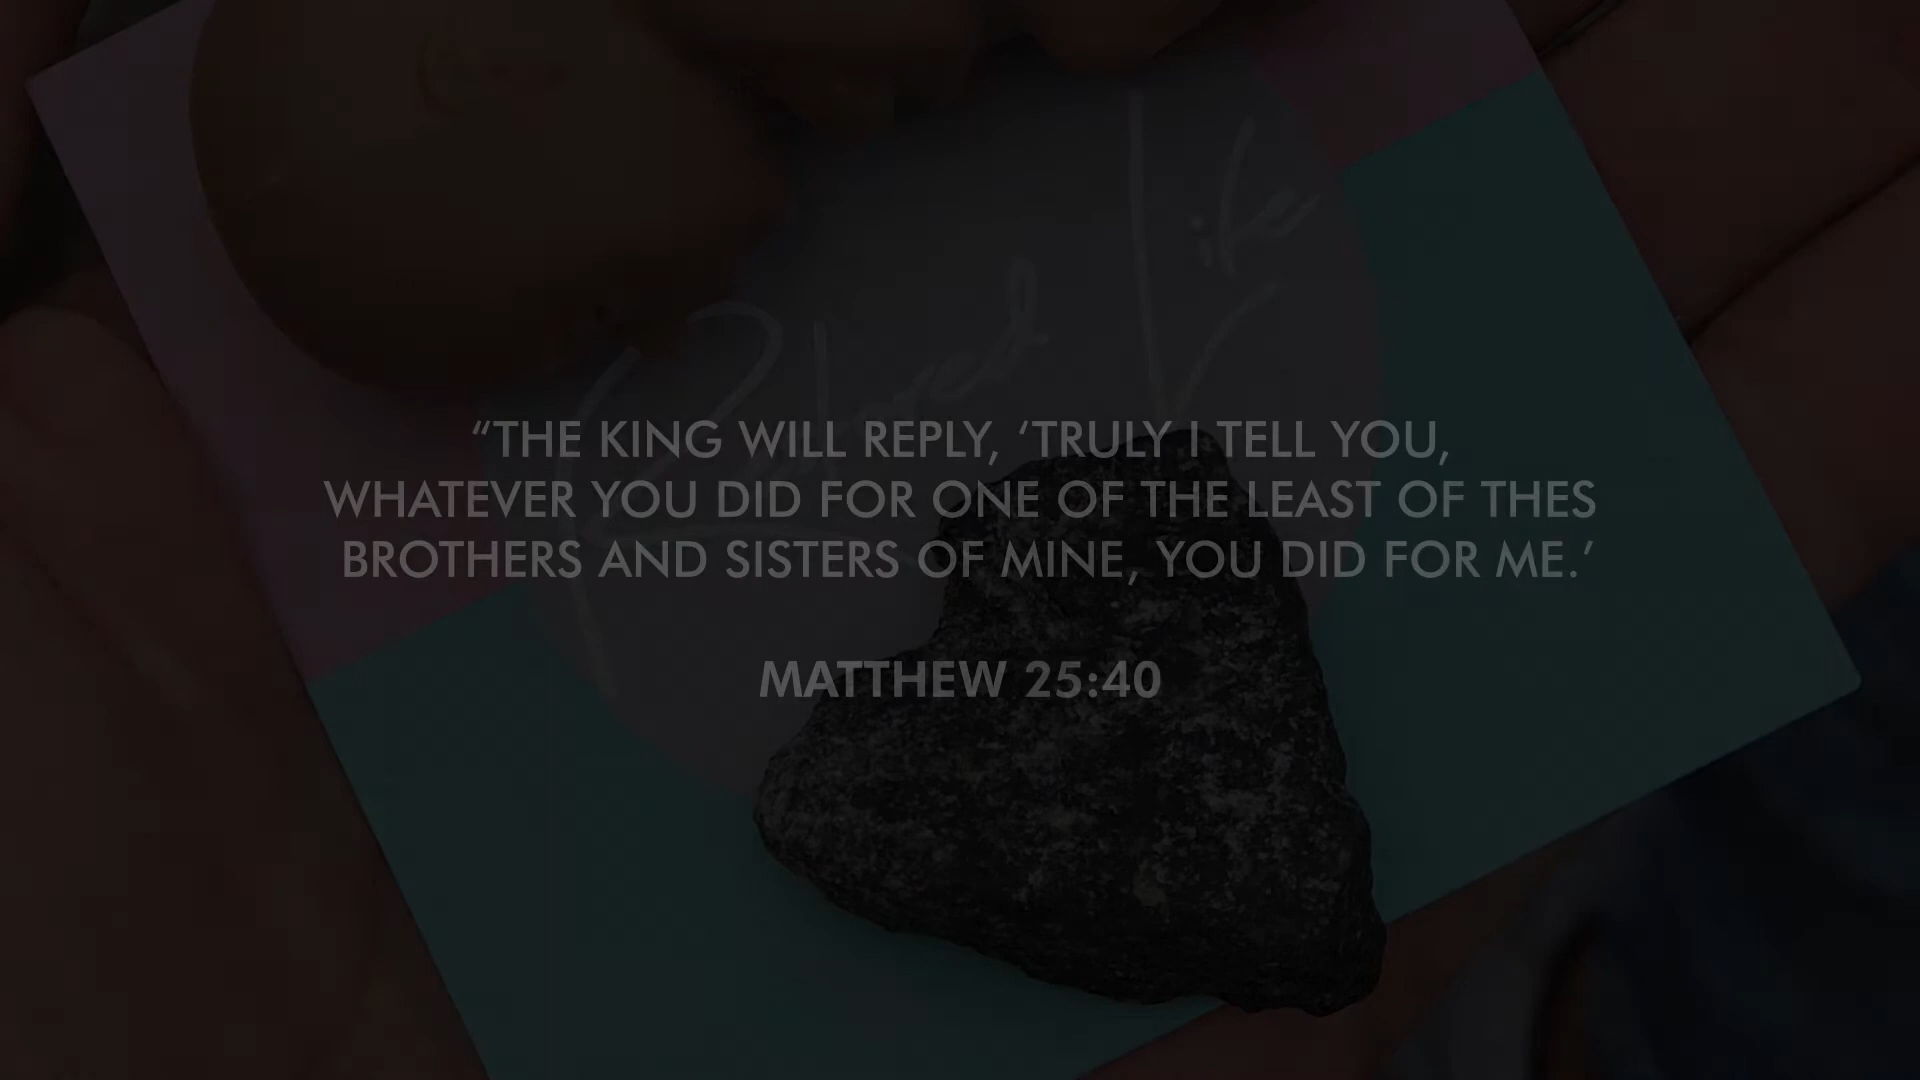 Life
“THE KING WILL REPLY, ‘TRULY I TELL YOU,
WHATEVER YOU DID FOR ONE OF THE LEAST OF THES
BROTHERS AND SISTERS OF MINE, YOU DID FOR ME.’
MATTHEW 25:40